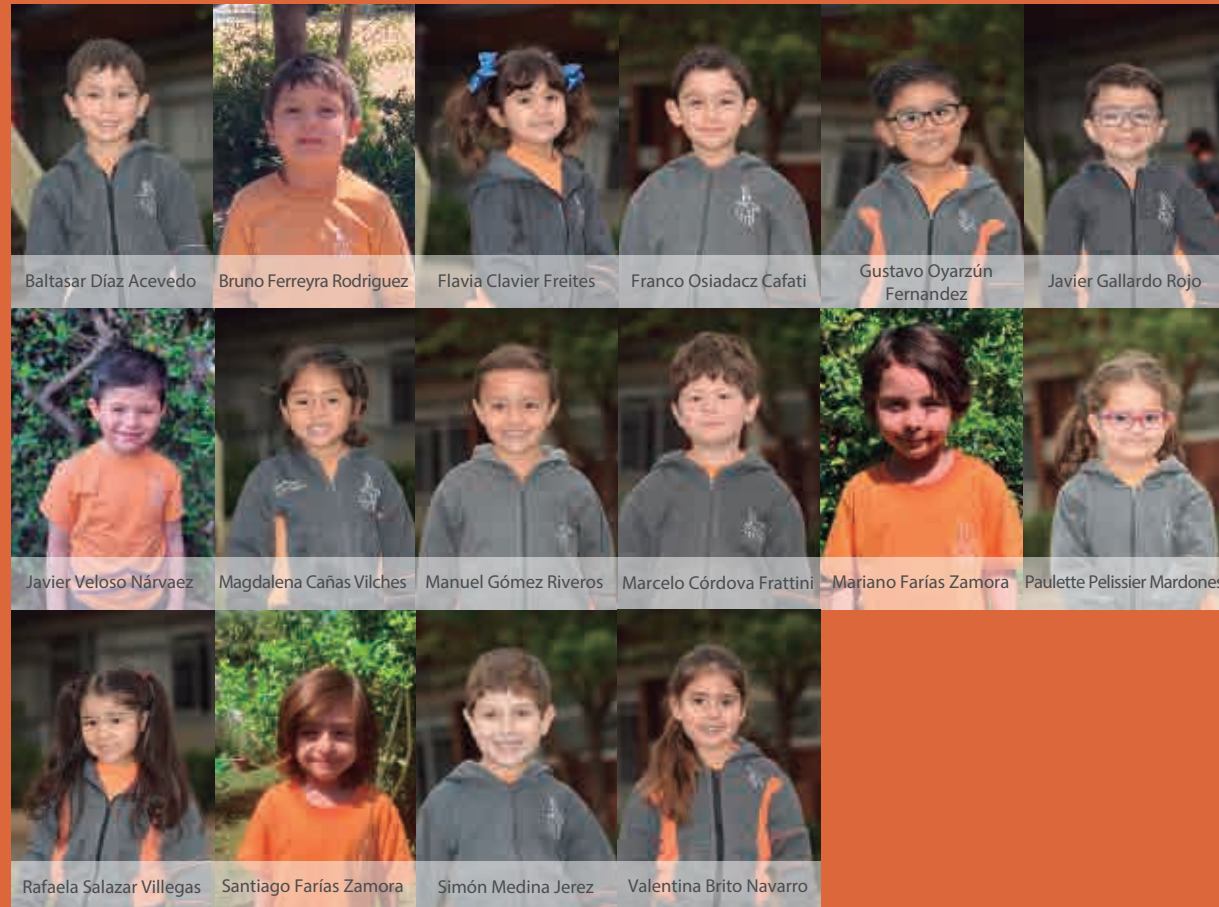 Baltasar Díaz Acevedo
Bruno Ferreyra Rodriguez
Flavia Clavier Freites
Franco Osiadacz Cafati
Gustavo Oyarzún
Fernandez
Javier Gallardo Rojo
Javier Veloso Nárvaez
Magdalena Cañas Vilches
Manuel Gómez Riveros
Marcelo Córdova Frattini
Mariano Farías Zamora
Paulette Pelissier Mardones
Rafaela Salazar Villegas
Santiago Farías Zamora
Simón Medina Jerez
Valentina Brito Navarro